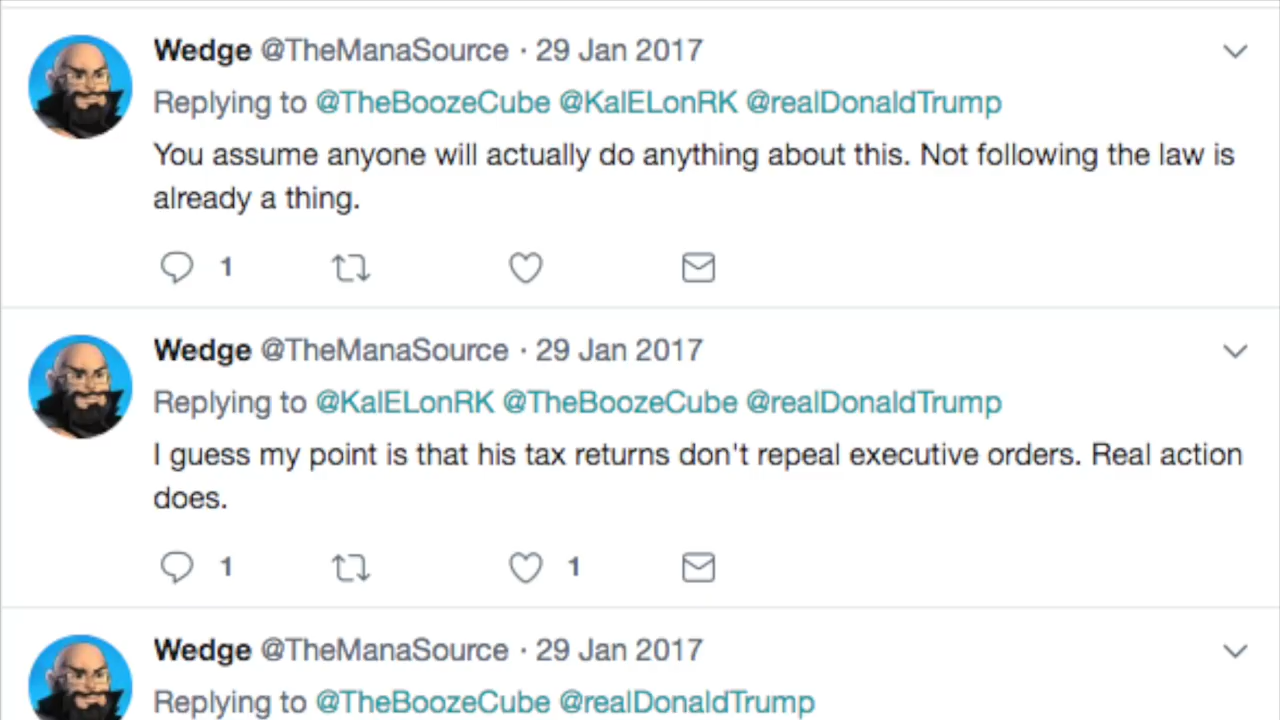 Wedge @TheManaSource · 29 Jan 2017
Replying to @TheBoozeCube @KalELonRK @realDonaldTrump
You assume anyone will actually do anything about this. Not following the law is
already a thing.
1
Wedge @TheManaSource · 29 Jan 2017
Replying to @KalELonRK @TheBoozeCube @realDonaldTrump
I guess my point is that his tax returns don't repeal executive orders. Real action
does.
1 1
Wedge @TheManaSource · 29 Jan 2017
Replying to @TheBoozeCube @realDonaldTrump